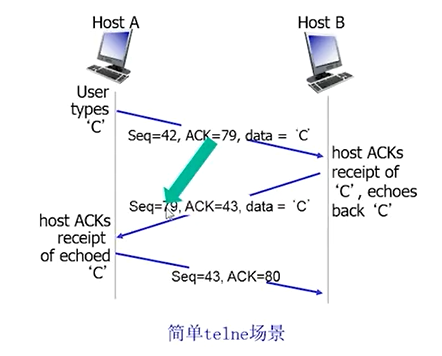 Host A
Host B
User
types
‘C’
Seq=42, ACK=79, data = ‘C’
host ACKs
receipt of
‘C’, echoes
back ‘C’
Seq=79, ACK=43, data = ‘C’
host ACKs
receipt
of echoed
‘C’
Seq=43, ACK=80
简单telne场景